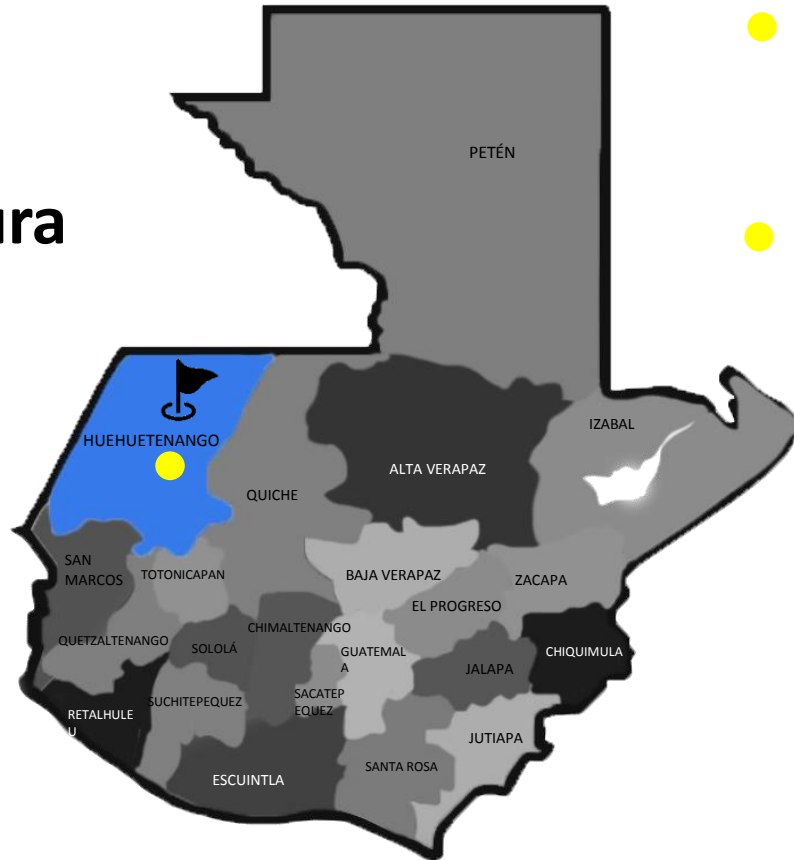 PETÉN
ura
IZABAL
HUEHUETENANGO
ALTA VERAPAZ
QUICHE
SAN
MARCOS
TOTONICAPAN
BAJA VERAPAZ
ZACAPA
EL PROGRESO
CHIMALTENANGO
QUETZALTENANGO
SOLOLÁ
GUATEMAL
A
CHIQUIMULA
JALAPA
SACATEP
EQUEZ
SUCHITEPEQUEZ
RETALHULE
U
JUTIAPA
SANTA ROSA
ESCUINTLA